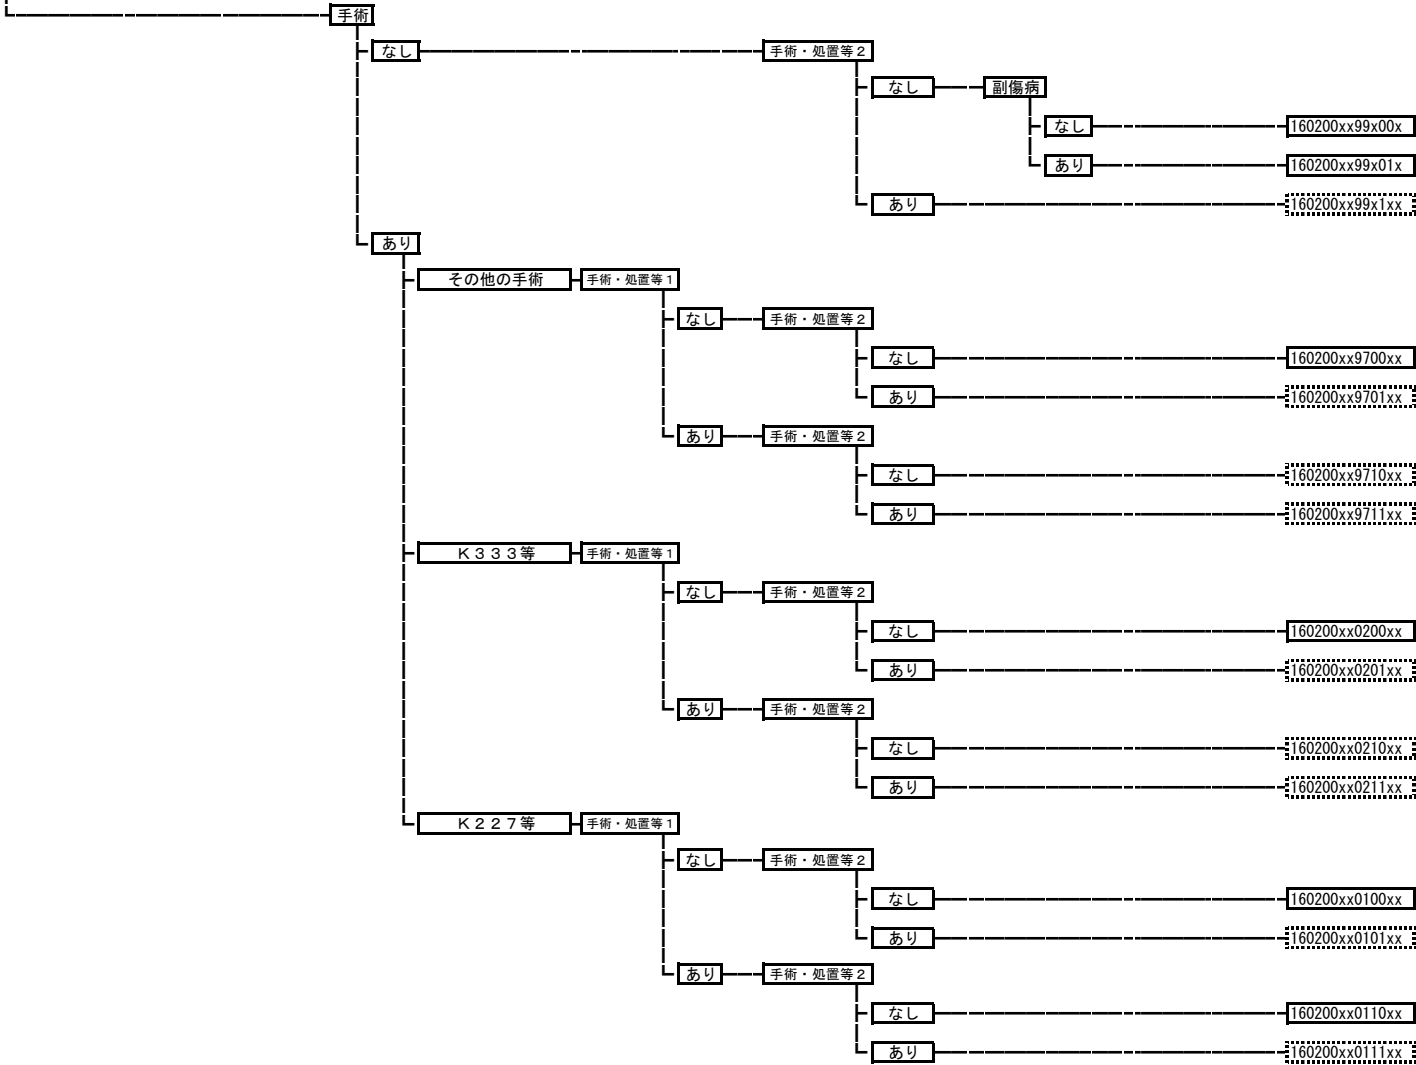 手術
なし
手術・処置等２
なし
副傷病
なし
160200xx99x00x
あり
160200xx99x01x
あり
160200xx99x1xx
あり
その他の手術
手術・処置等１
なし
手術・処置等２
なし
160200xx9700xx
あり
160200xx9701xx
あり
手術・処置等２
なし
160200xx9710xx
あり
160200xx9711xx
Ｋ３３３等
手術・処置等１
なし
手術・処置等２
なし
160200xx0200xx
あり
160200xx0201xx
あり
手術・処置等２
なし
160200xx0210xx
あり
160200xx0211xx
Ｋ２２７等
手術・処置等１
なし
手術・処置等２
なし
160200xx0100xx
あり
160200xx0101xx
あり
手術・処置等２
なし
160200xx0110xx
あり
160200xx0111xx